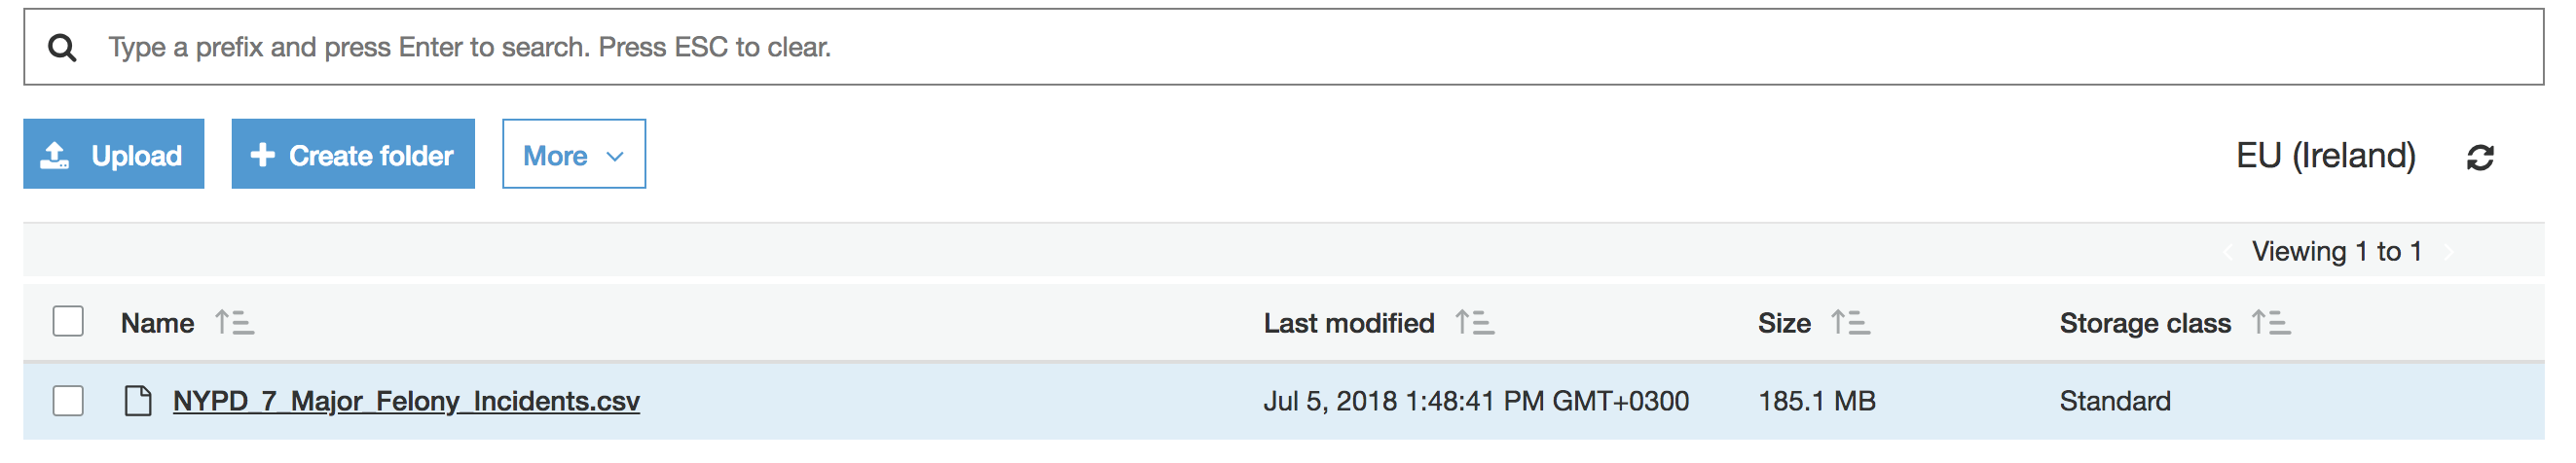 Type a prefix and press Enter to search. Press ESC to clear.
Upload Create folder More EU (Ireland)
Viewing 1 to 1
Name Last modified Size Storage class
NYPD_7_Major_Felony_Incidents.csv Jul 5, 2018 1:48:41 PM GMT+0300 185.1 MB Standard